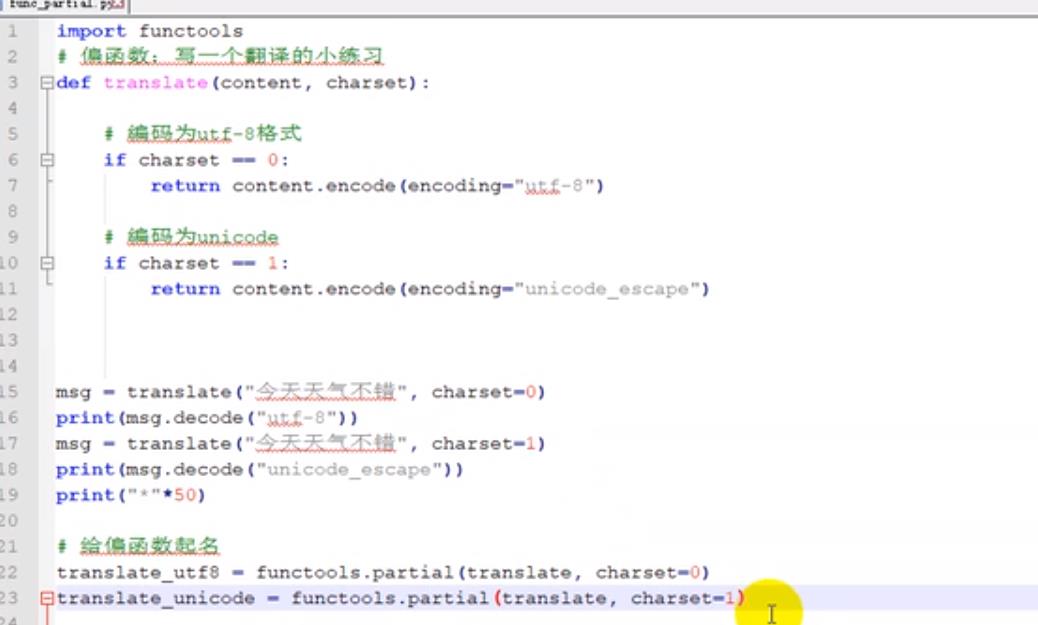 func_partial.py
1 import functools
2 # 偏函数：写一个翻译的小练习
3 def translate(content, charset):
4
5 # 编码为utf-8格式
6 if charset == 0:
7 return content.encode(encoding="utf-8")
8
9 # 编码为unicode
10 if charset == 1:
11 return content.encode(encoding="unicode_escape")
12
13
14
15 msg = translate("今天天气不错", charset=0)
16 print(msg.decode("utf-8"))
17 msg = translate("今天天气不错", charset=1)
18 print(msg.decode("unicode_escape"))
19 print("*"*50)
20
21 # 给偏函数起名
22 translate_utf8 = functools.partial(translate, charset=0)
23 translate_unicode = functools.partial(translate, charset=1)
24